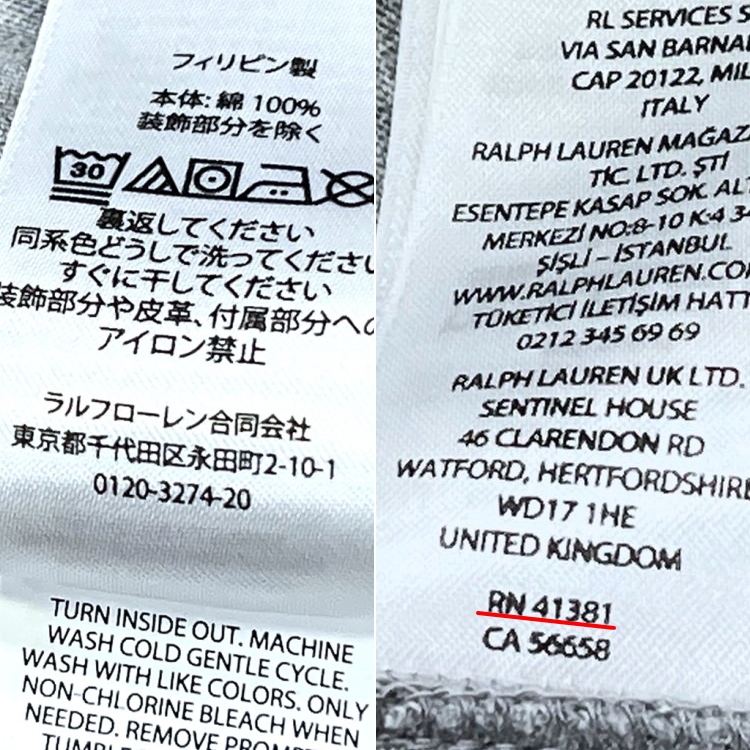 フィリピン製
本体: 綿 100%
装飾部分を除く
30
裏返してください
同系色どうしで洗ってください
すぐに干してください
装飾部分や皮革、付属部分への
アイロン禁止
ラルフローレン合同会社
東京都千代田区永田町2-10-1
0120-3274-20
TURN INSIDE OUT. MACHINE
WASH COLD GENTLE CYCLE.
WASH WITH LIKE COLORS. ONLY
NON-CHLORINE BLEACH WHEN
NEEDED. REMOVE
RL SERVICES
VIA SAN
CAP 20122,
ITALY
RALPH LAUREN
TİC. LTD. ŞTİ
ESENTEPE KASAP SOK.
MERKEZİ NO:8-10 K:4
ŞİŞLİ – İSTANBUL
WWW.RALPHLAUREN.CO
TÜKETİCİ İLETİŞİM HATT
0212 345 69 69
RALPH LAUREN UK LTD.
SENTINEL HOUSE
46 CLARENDON RD
WATFORD, HERTFORDSHIRE
WD17 1HE
UNITED KINGDOM
RN 41381
CA 56658